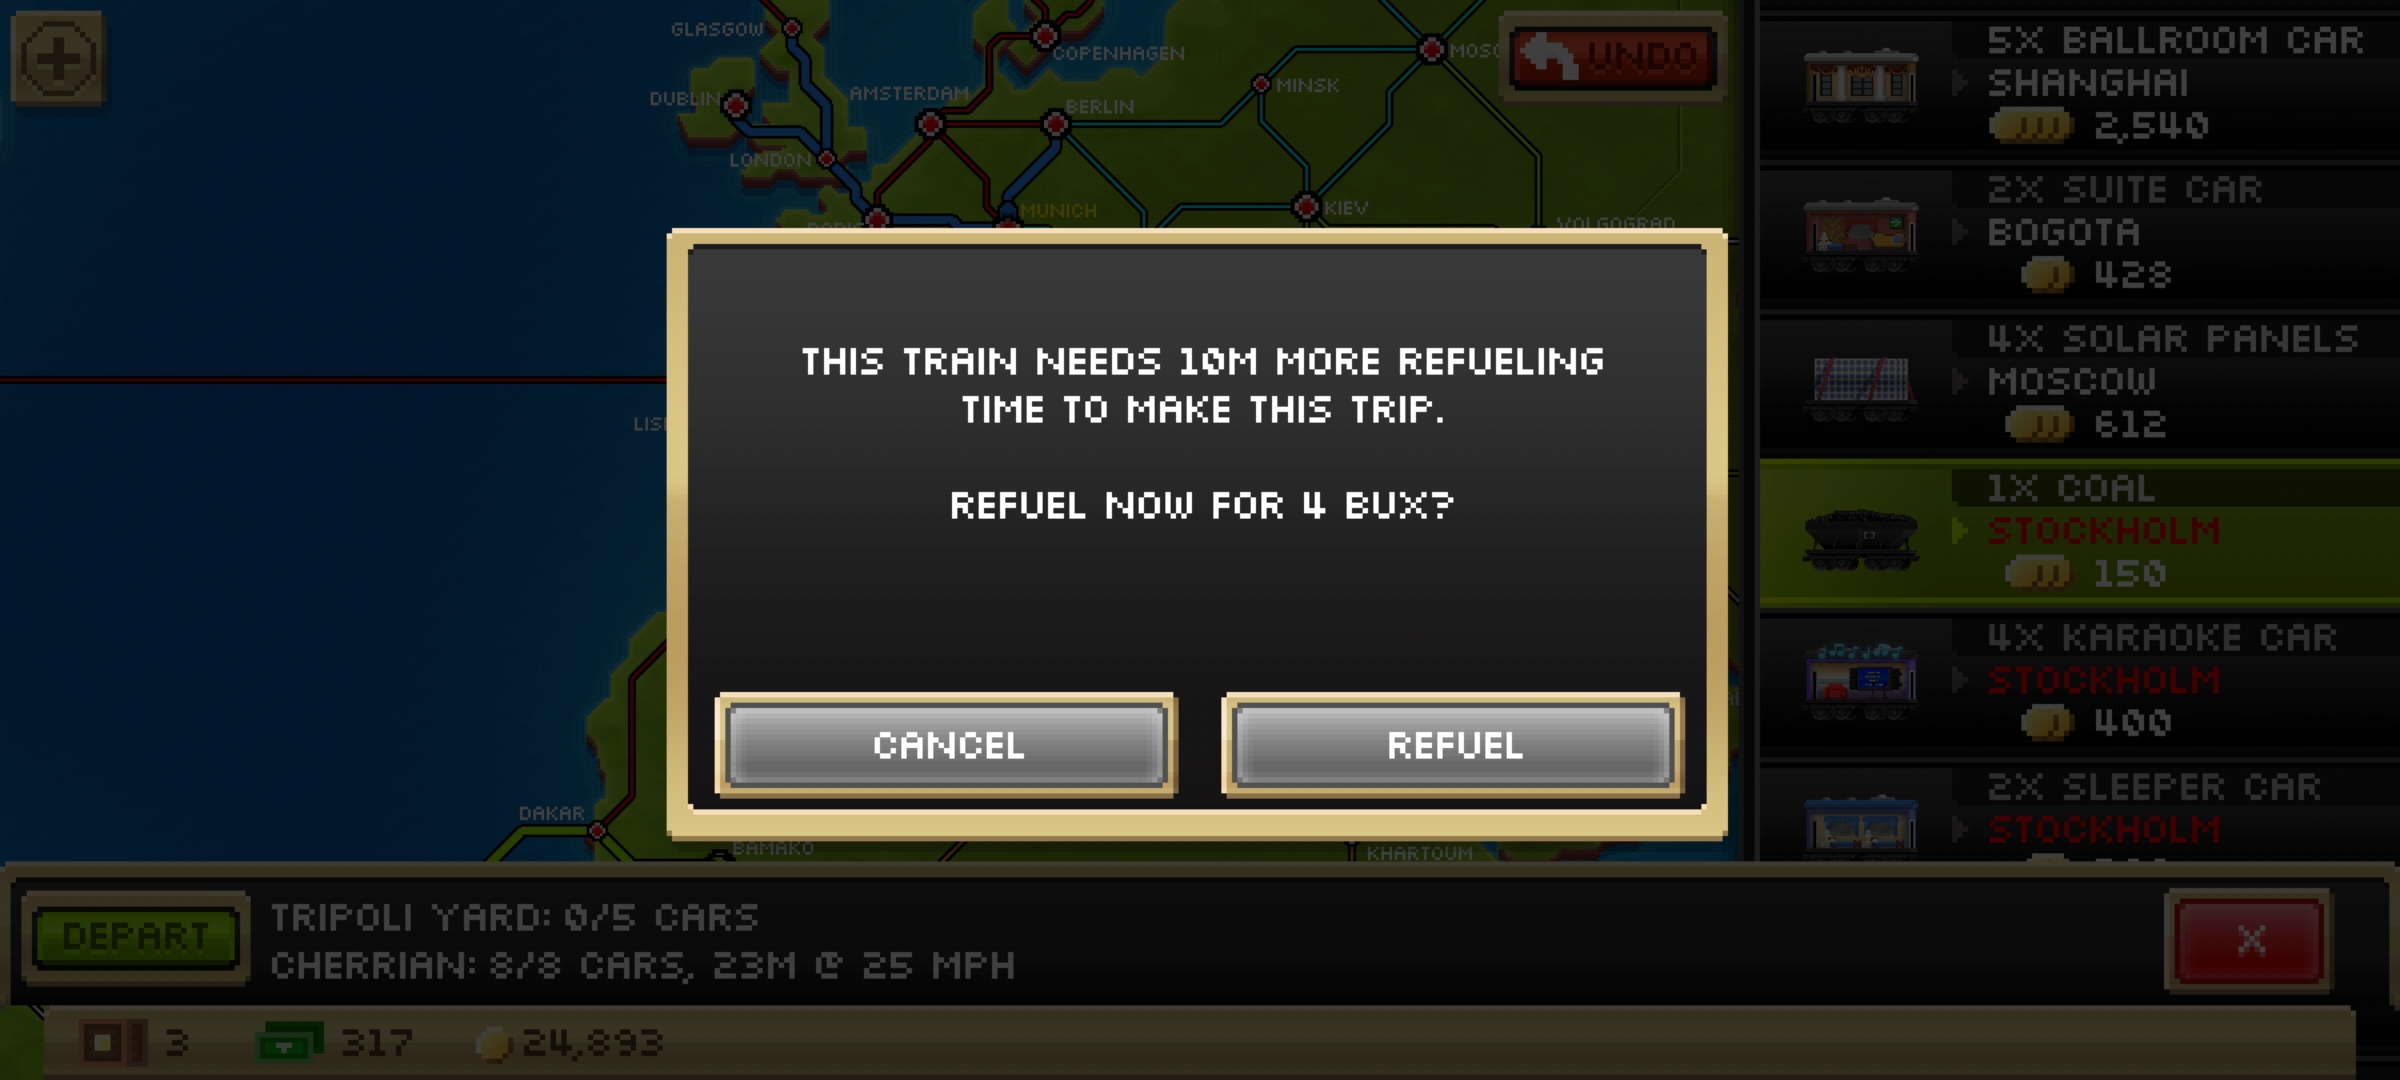 GLASGOW
COPENHAGEN
MOSC
UNDO
MINSK
DUBLIN
AMSTERDAM
BERLIN
LONDON
MUNICH
KIEV
VOLGOGRAD
LIS
DAKAR
BAMAKO
KHARTOUM
THIS TRAIN NEEDS 10M MORE REFUELING
TIME TO MAKE THIS TRIP.
REFUEL NOW FOR 4 BUX?
CANCEL
REFUEL
5X BALLROOM CAR
SHANGHAI
2,540
2X SUITE CAR
BOGOTA
428
4X SOLAR PANELS
MOSCOW
612
1X COAL
STOCKHOLM
150
4X KARAOKE CAR
STOCKHOLM
400
2X SLEEPER CAR
STOCKHOLM
DEPART
TRIPOLI YARD: 0/5 CARS
CHERRIAN: 8/8 CARS, 23M @ 25 MPH
X
3
317
24,893